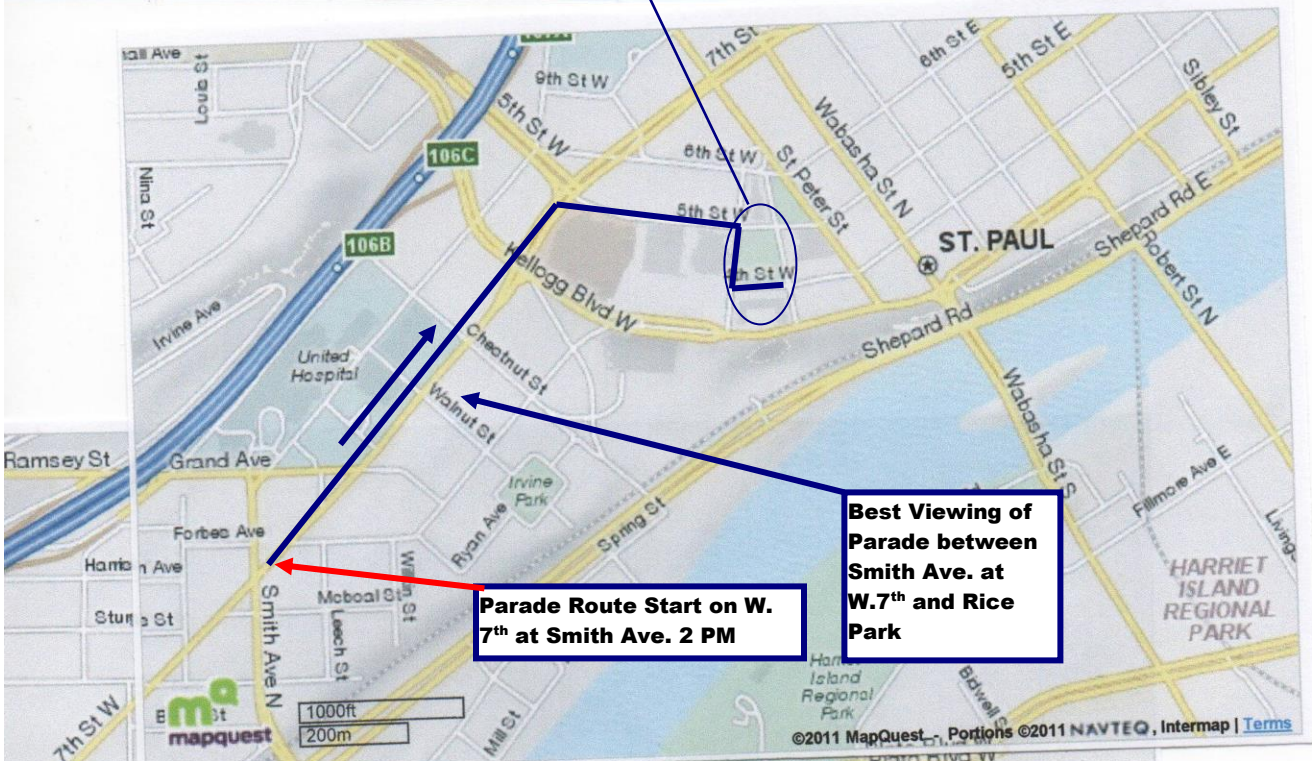 7th St
6th St E
5th St E
Sibley St
Louis St
9th St W
5th St W
106C
Wabasha St N
6th St W
St Peter St
Nina St
5th St W
106B
ST. PAUL
Shepard Rd E
Robert St N
4th St W
Kellogg Blvd W
Irvine Ave
Shepard Rd
United
Hospital
Chestnut St
Walnut St
Wabasha St S
Ramsey St
Grand Ave
Irvine
Park
Fillmore Ave E
Ryan Ave
Spring St
Forbes Ave
Best Viewing of
Parade between
Smith Ave. at
W.7th and Rice
Park
HARRIET
ISLAND
REGIONAL
PARK
Parade Route Start on W.
7th at Smith Ave. 2 PM
Smith Ave N
Mcboal St
Leech St
Island
Regional
Park
Bidwell
mapquest
1000ft
200m
7th St W
Mill St
©2011 MapQuest - Portions ©2011 NAVTEQ, Intermap | Terms